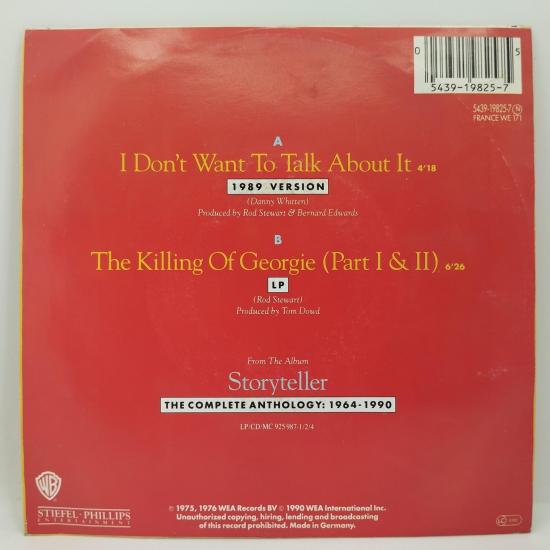 0 5
5439-19825-7
5439-19825-7 N
FRANCE WE 171
A
I Don't Want To Talk About It 4'18
1989 VERSION
(Danny Whitten)
Produced by Rod Stewart & Bernard Edwards
B
The Killing Of Georgie (Part I & II) 6'26
LP
(Rod Stewart)
Produced by Tom Dowd
From The Album
Storyteller
THE COMPLETE ANTHOLOGY: 1964-1990
LP/CD/MC 925 987-1/2/4
WB
STIEFEL·PHILLIPS
ENTERTAINMENT
℗ 1975, 1976 WEA Records BV © 1990 WEA International Inc.
Unauthorized copying, hiring, lending and broadcasting
of this record prohibited. Made in Germany.